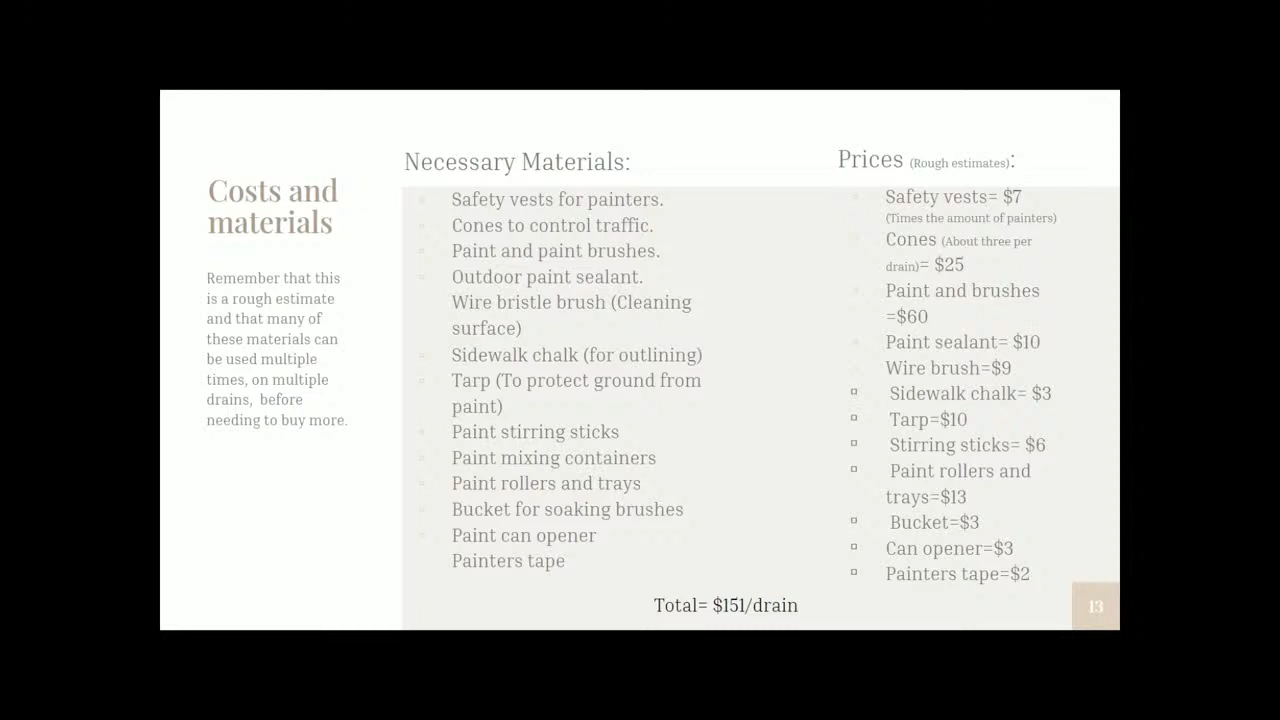 Costs and
materials
Remember that this
is a rough estimate
and that many of
these materials can
be used multiple
times, on multiple
drains, before
needing to buy more.
Necessary Materials:
Safety vests for painters.
Cones to control traffic.
Paint and paint brushes.
Outdoor paint sealant.
Wire bristle brush (Cleaning
surface)
Sidewalk chalk (for outlining)
Tarp (To protect ground from
paint)
Paint stirring sticks
Paint mixing containers
Paint rollers and trays
Bucket for soaking brushes
Paint can opener
Painters tape
Prices (Rough estimates):
Safety vests= $7
(Times the amount of painters)
Cones (About three per
drain)= $25
Paint and brushes
=$60
Paint sealant= $10
Wire brush=$9
Sidewalk chalk= $3
Tarp=$10
Stirring sticks= $6
Paint rollers and
trays=$13
Bucket=$3
Can opener=$3
Painters tape=$2
Total= $151/drain
13